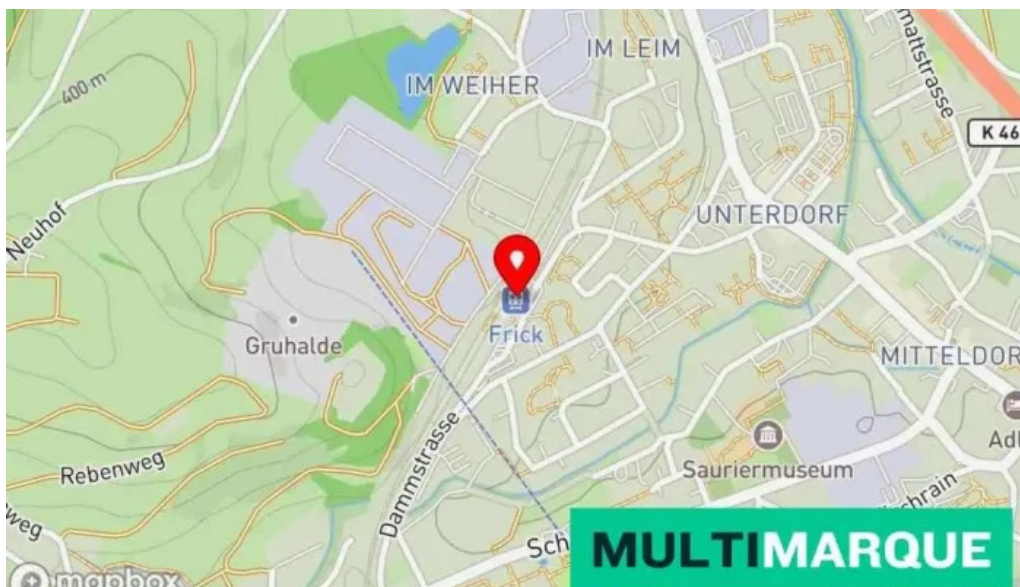 IM LEIM
mattstrasse
IM WEIHER
400 m
K 46
Neuhof
UNTERDORF
Frick
Gruhalde
MITTELDOR
Adl
Rebenweg
Dammstrasse
Sauriermuseum
weg
chrain
Sch
MULTIMARQUE
mapbox